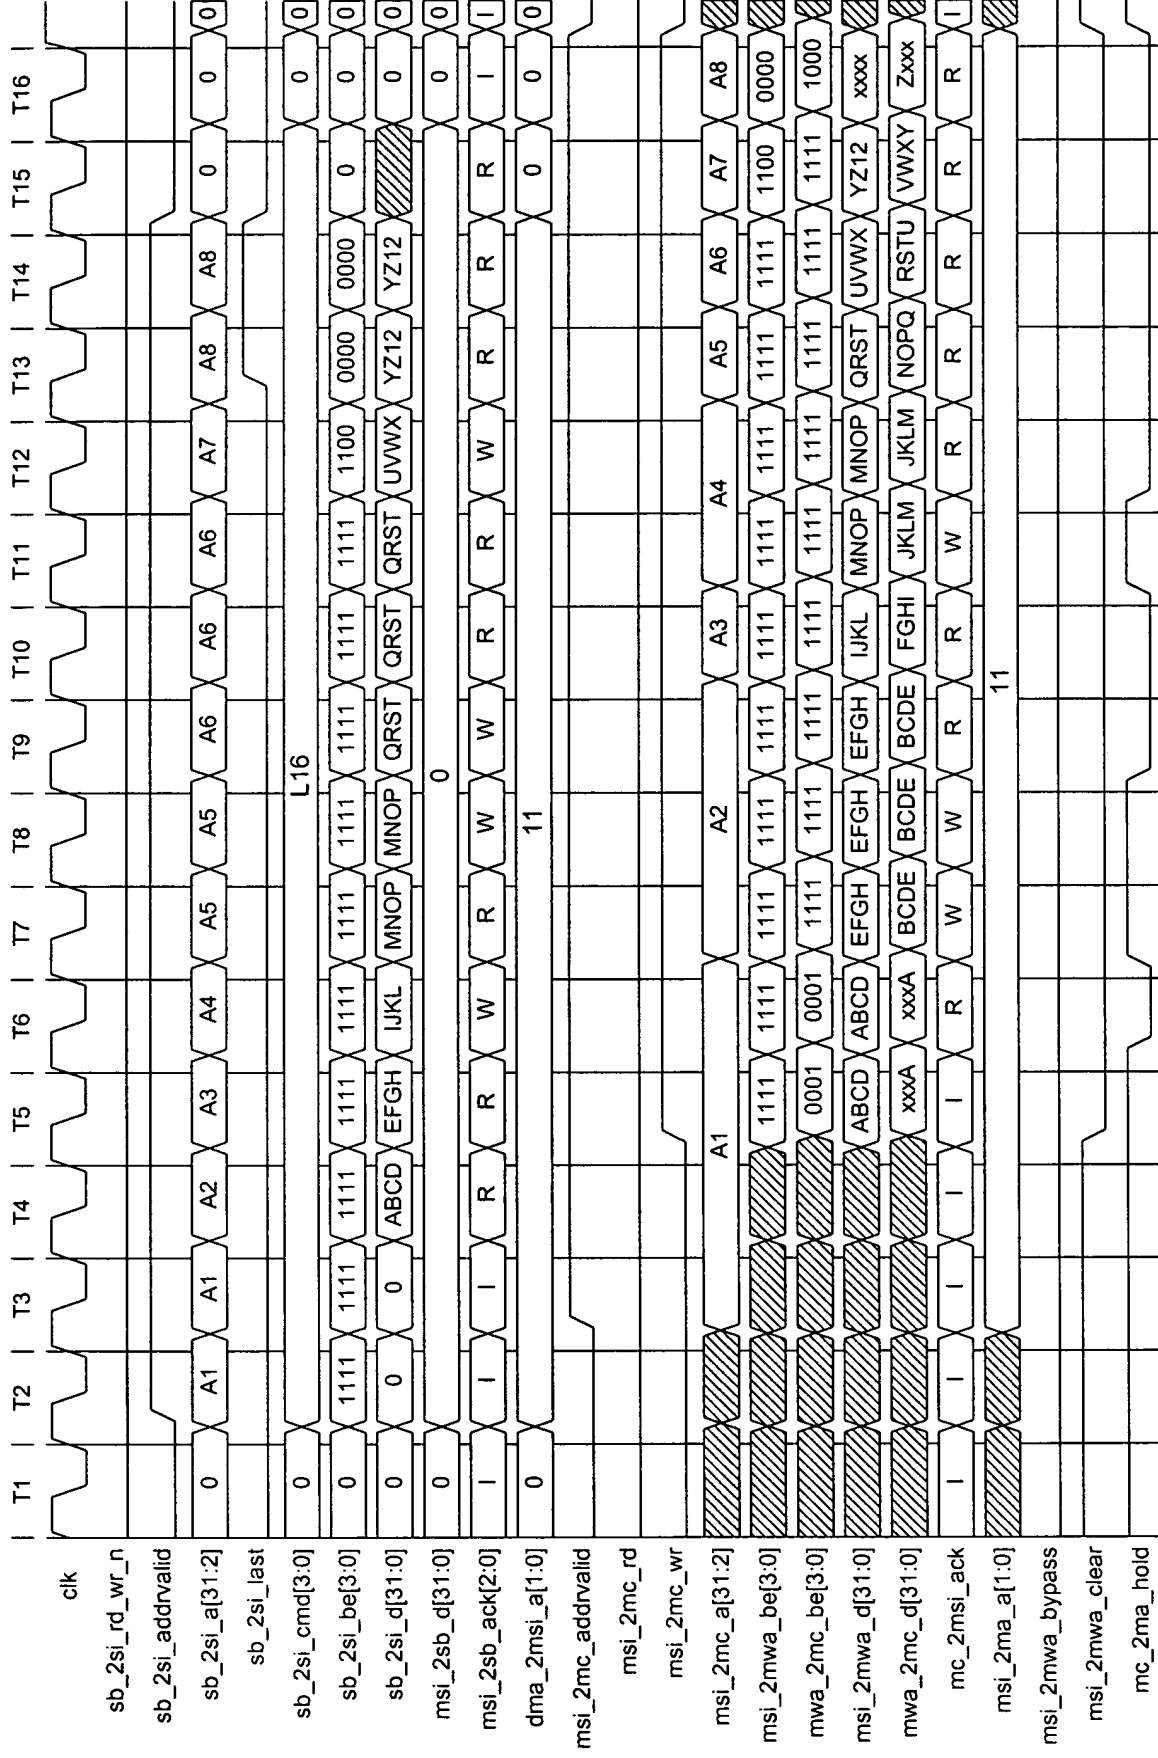 T1 T2 T3 T4 T5 T6 T7 T8 T9 T10 T11 T12 T13 T14 T15 T16
clk
sb_2si_rd_wr_n
sb_2si_addrvalid
sb_2si_a[31:2] 0 A1 A1 A2 A3 A4 A5 A5 A6 A6 A6 A7 A8 A8 0 0 0
sb_2si_last
sb_2si_cmd[3:0] 0 L16 0 0
sb_2si_be[3:0] 0 1111 1111 1111 1111 1111 1111 1111 1111 1111 1111 1100 0000 0000 0 0 0
sb_2si_d[31:0] 0 0 0 ABCD EFGH IJKL MNOP MNOP QRST QRST QRST UVWX YZ12 YZ12 0 0
msi_2sb_d[31:0] 0 0 0 0
msi_2sb_ack[2:0] I I I R R W R W W R R W R R R I I
dma_2msi_a[1:0] 0 11 0 0 0
msi_2mc_addrvalid
msi_2mc_rd
msi_2mc_wr
msi_2mc_a[31:2] A1 A2 A3 A4 A5 A6 A7 A8
msi_2mwa_be[3:0] 1111 1111 1111 1111 1111 1111 1111 1111 1111 1111 1100 0000
mwa_2mc_be[3:0] 0001 0001 1111 1111 1111 1111 1111 1111 1111 1111 1111 1000
msi_2mwa_d[31:0] ABCD ABCD EFGH EFGH EFGH IJKL MNOP MNOP QRST UVWX YZ12 xxxx
mwa_2mc_d[31:0] xxxA xxxA BCDE BCDE BCDE FGHI JKLM JKLM NOPQ RSTU VWXY Zxxx
mc_2msi_ack I I I I I R W W R R W R R R R R I
msi_2ma_a[1:0] 11
msi_2mwa_bypass
msi_2mwa_clear
mc_2ma_hold